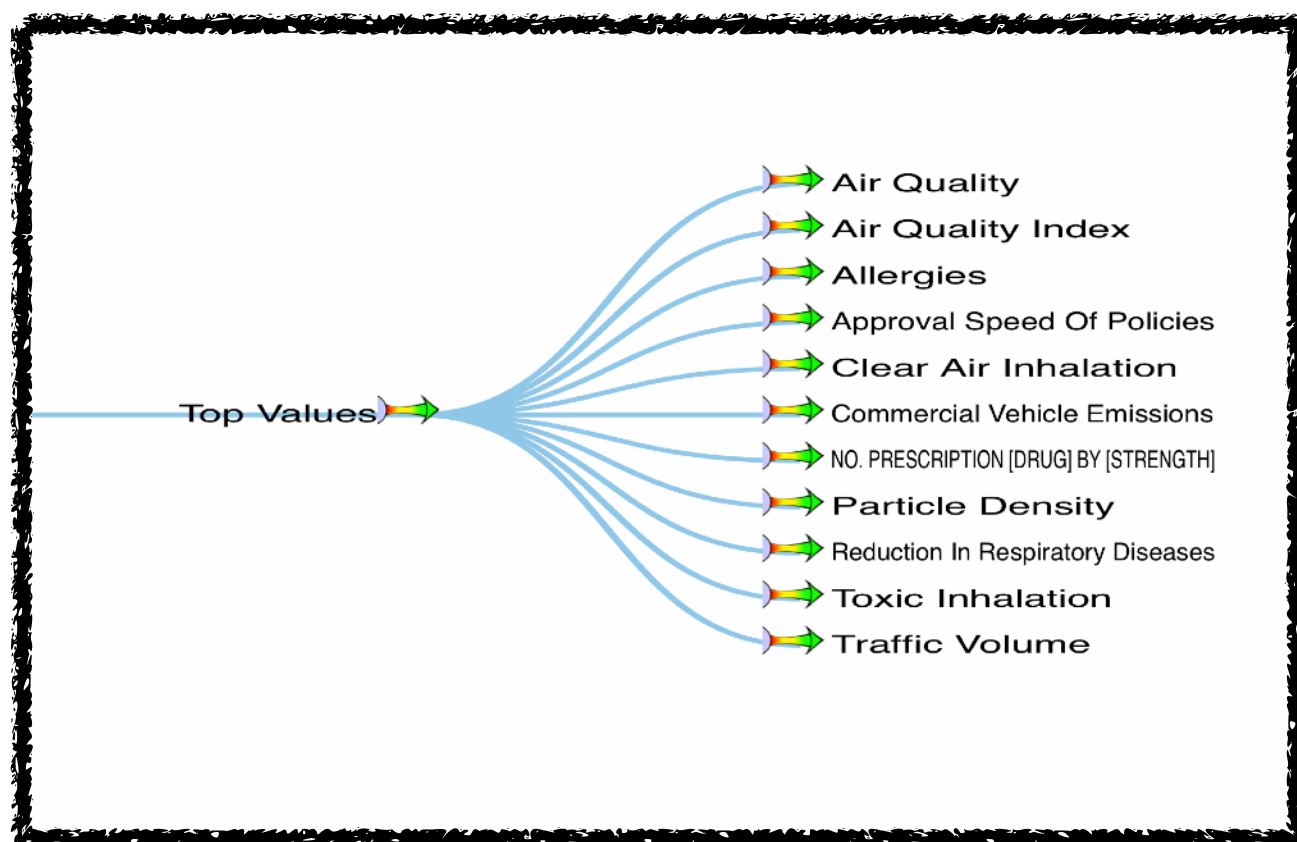 Air Quality
Air Quality Index
Allergies
Approval Speed Of Policies
Clear Air Inhalation
Top Values
Commercial Vehicle Emissions
NO. PRESCRIPTION [DRUG] BY [STRENGTH]
Particle Density
Reduction In Respiratory Diseases
Toxic Inhalation
Traffic Volume